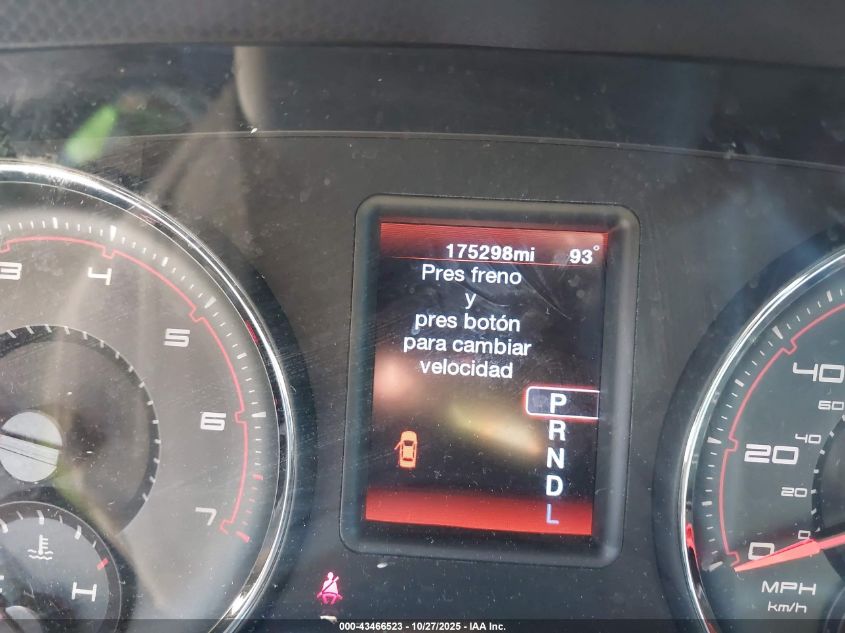 175298mi 93°
Pres freno
y
pres botón
para cambiar
velocidad
P
R
N
D
L
3
4
5
6
7
H
40
60
20
40
20
0
0
MPH
km/h
000-43466523 - 10/27/2025 - IAA Inc.